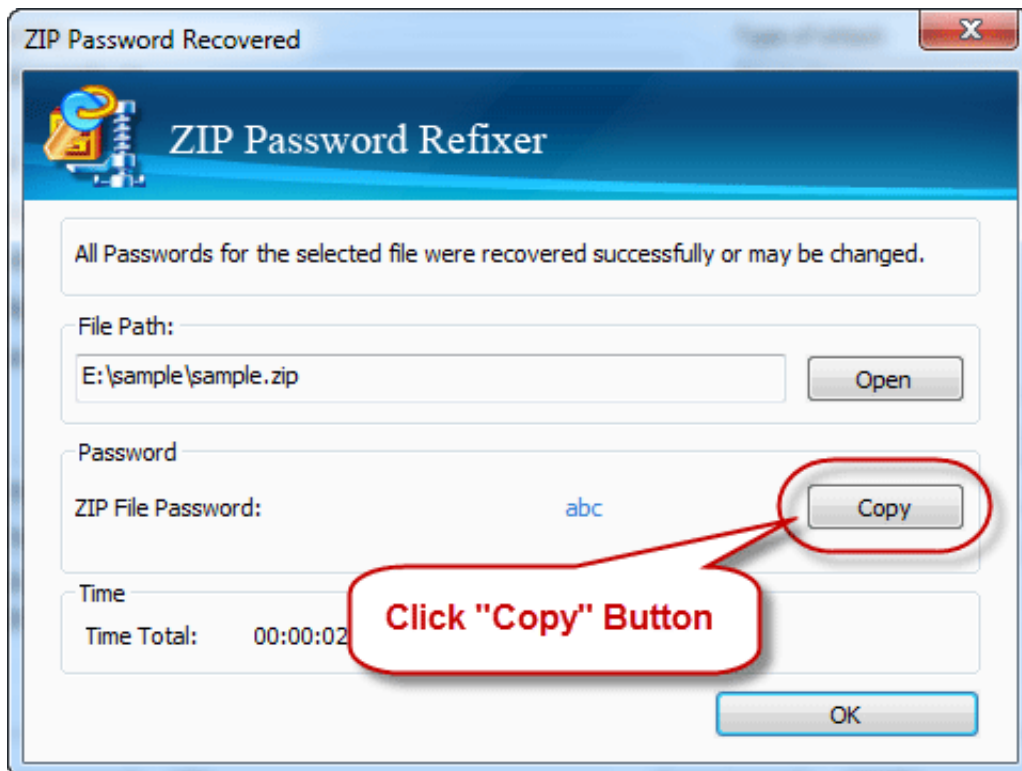 ZIP Password Recovered
ZIP Password Refixer
All Passwords for the selected file were recovered successfully or may be changed.
File Path:
E:\sample\sample.zip
Open
Password
ZIP File Password:
abc
Copy
Click "Copy" Button
Time
Time Total:
00:00:02
OK